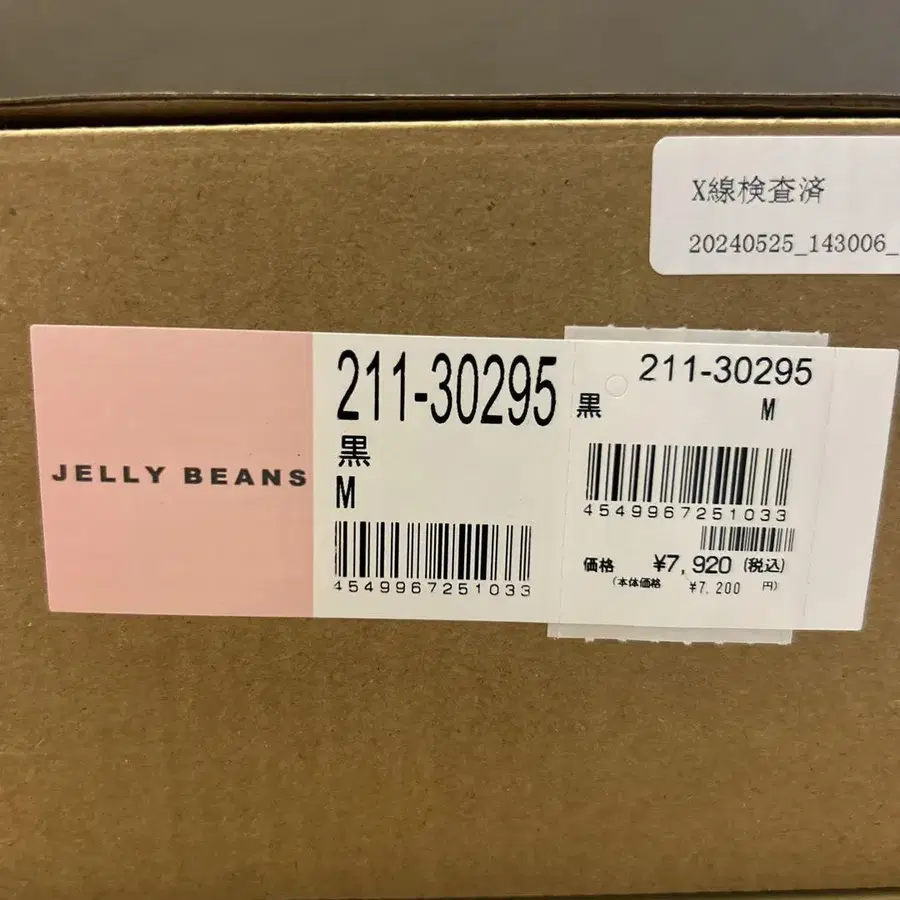 X線検査済
20240525_143006_
JELLY BEANS
211-30295
黒
M
4549967251033
211-30295
黒 M
4549967251033
価格 ¥7,920 (税込)
(本体価格 ¥7,200 円)